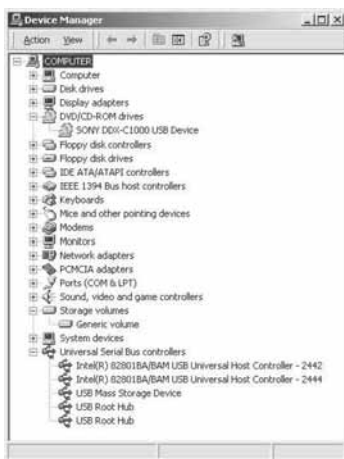 Device Manager
Action View
COMPUTER
Computer
Disk drives
Display adapters
DVD/CD-ROM drives
SONY DDX-C1000 USB Device
Floppy disk controllers
Floppy disk drives
IDE ATA/ATAPI controllers
IEEE 1394 Bus host controllers
Keyboards
Mice and other pointing devices
Modems
Monitors
Network adapters
PCMCIA adapters
Ports (COM & LPT)
Sound, video and game controllers
Storage volumes
Generic volume
System devices
Universal Serial Bus controllers
Intel(R) 82801BA/BAM USB Universal Host Controller - 2442
Intel(R) 82801BA/BAM USB Universal Host Controller - 2444
USB Mass Storage Device
USB Root Hub
USB Root Hub